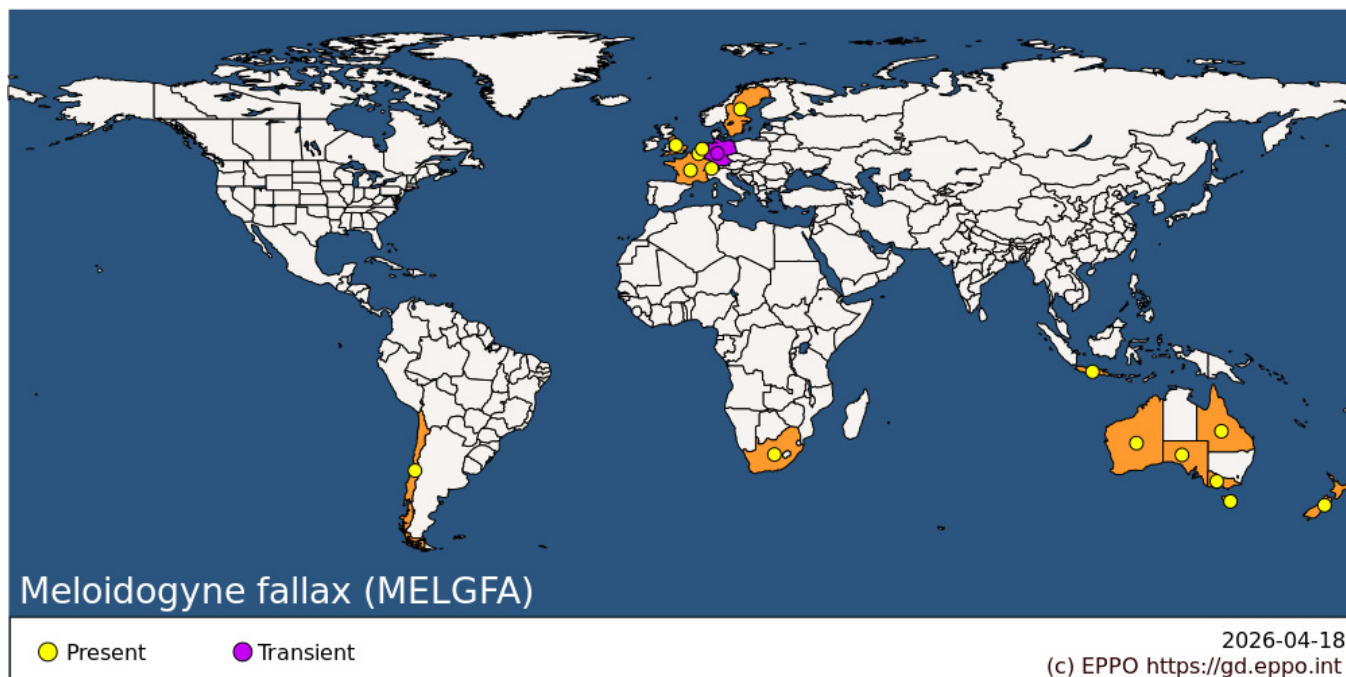 Meloidogyne fallax (MELGFA)
Present
Transient
2026-04-18
(c) EPPO https://gd.eppo.int